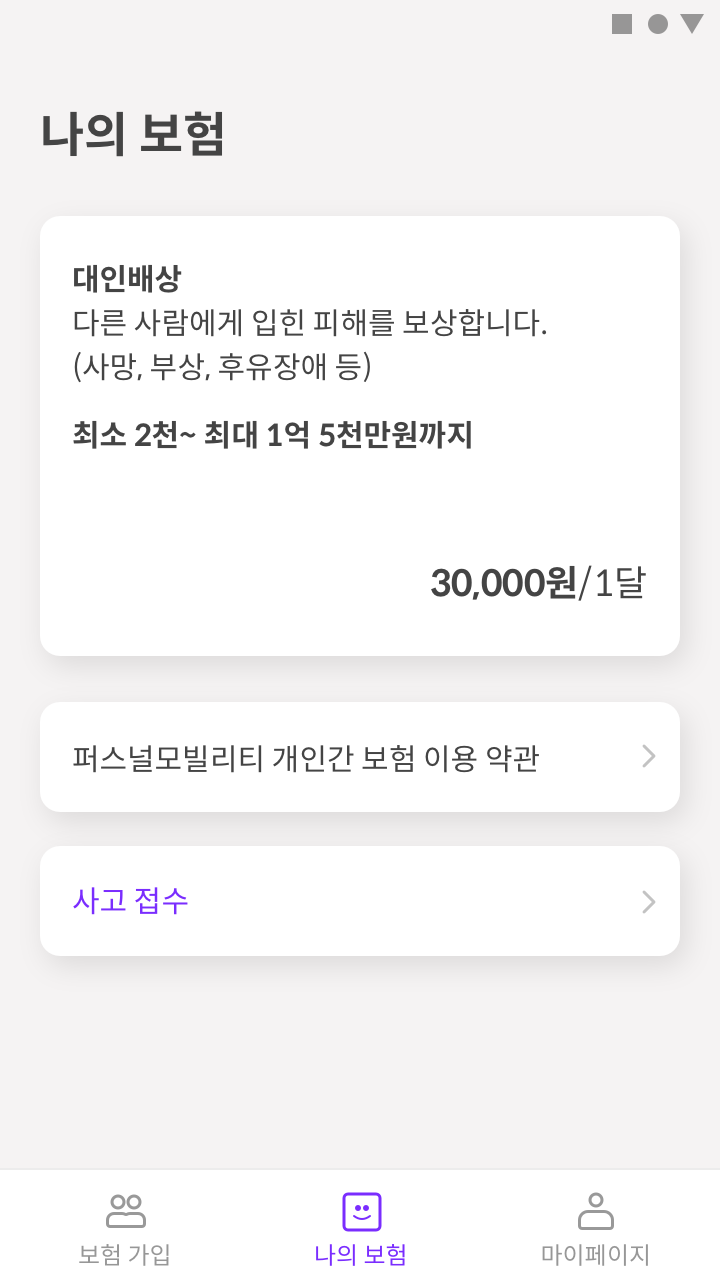 나의 보험
대인배상
다른 사람에게 입힌 피해를 보상합니다.
(사망, 부상, 후유장애 등)
최소 2천~ 최대 1억 5천만원까지
30,000원/1달
퍼스널모빌리티 개인간 보험 이용 약관
사고 접수
보험 가입
나의 보험
마이페이지